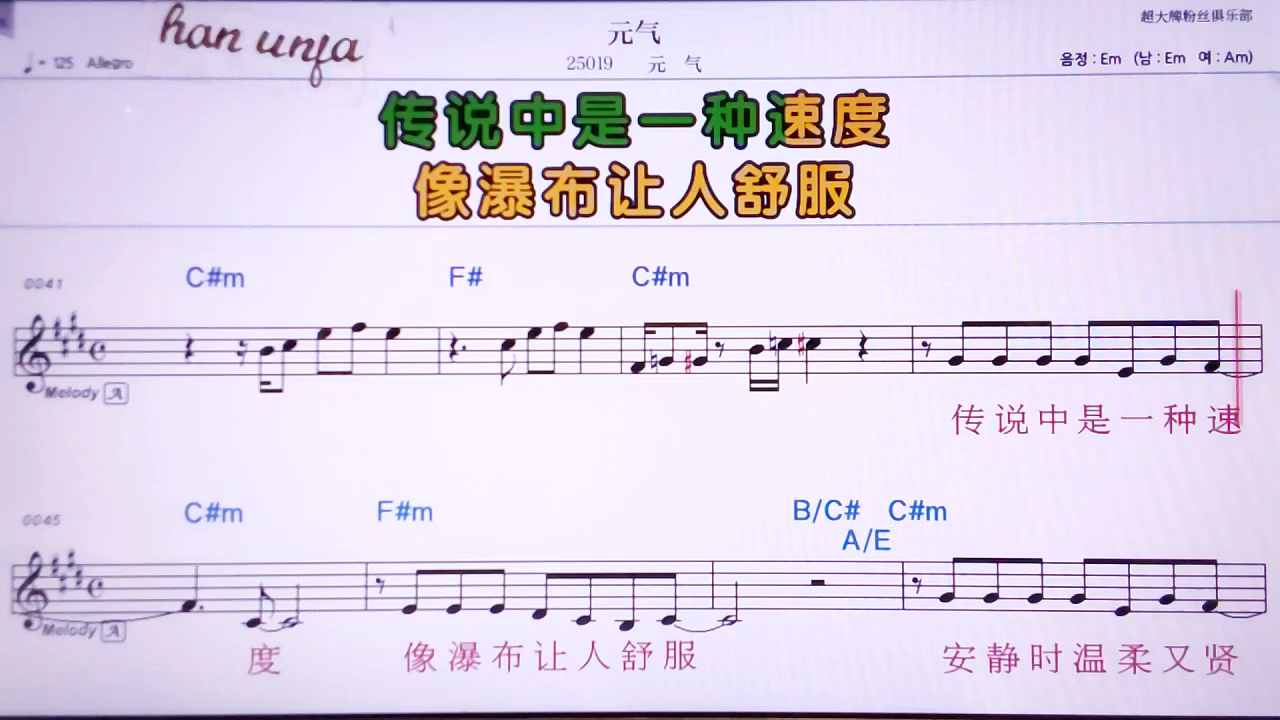 han unfa
元气
超大牌粉丝俱乐部
♩= 125 Allegro
25019 元 气
음정 : Em (남 : Em 여 : Am)
传说中是一种速度
像瀑布让人舒服
0041
C#m F# C#m
Melody A
传说中是一种速
0045
C#m F#m B/C# C#m
A/E
Melody A
度 像瀑布让人舒服 安静时温柔又贤